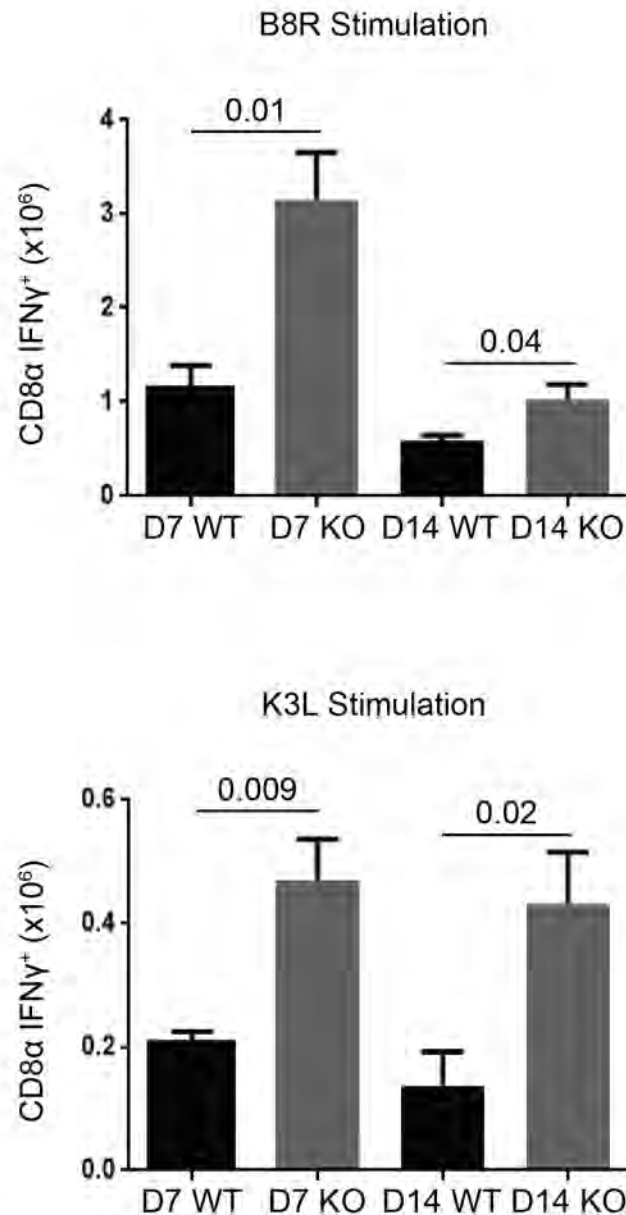 B8R Stimulation
CD8α IFNγ⁺ (x10⁶)
4
3
2
1
0
0.01
0.04
D7 WT D7 KO D14 WT D14 KO
K3L Stimulation
CD8α IFNγ⁺ (x10⁶)
0.6
0.4
0.2
0.0
0.009
0.02
D7 WT D7 KO D14 WT D14 KO